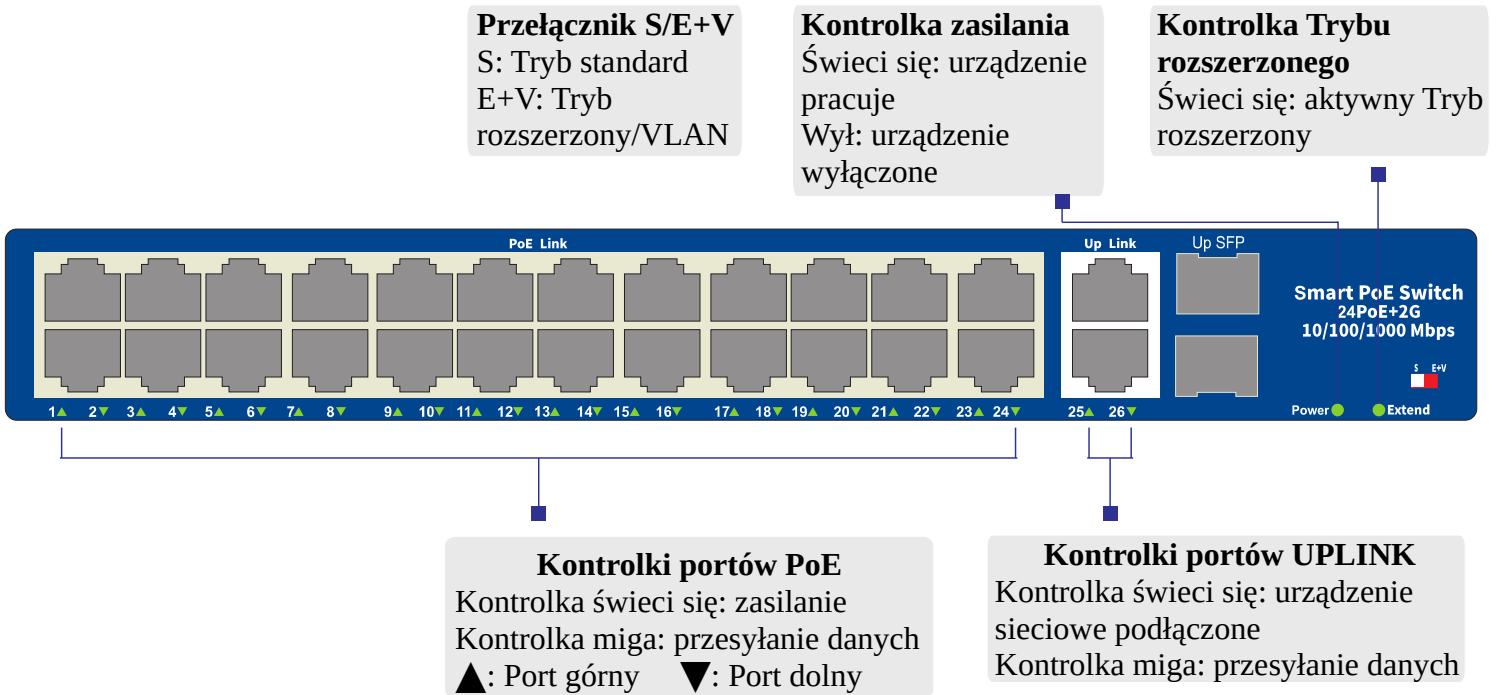 Przełącznik S/E+V
S: Tryb standard
E+V: Tryb
rozszerzony/VLAN
Kontrolka zasilania
Świeci się: urządzenie
pracuje
Wył: urządzenie
wyłączone
Kontrolka Trybu
rozszerzonego
Świeci się: aktywny Tryb
rozszerzony
PoE Link
Up Link
Up SFP
Smart PoE Switch
24PoE+2G
10/100/1000 Mbps
S E+V
1▲ 2▼ 3▲ 4▼ 5▲ 6▼ 7▲ 8▼ 9▲ 10▼ 11▲ 12▼ 13▲ 14▼ 15▲ 16▼ 17▲ 18▼ 19▲ 20▼ 21▲ 22▼ 23▲ 24▼ 25▲ 26▼
Power Extend
Kontrolki portów PoE
Kontrolka świeci się: zasilanie
Kontrolka miga: przesyłanie danych
▲: Port górny ▼: Port dolny
Kontrolki portów UPLINK
Kontrolka świeci się: urządzenie
sieciowe podłączone
Kontrolka miga: przesyłanie danych